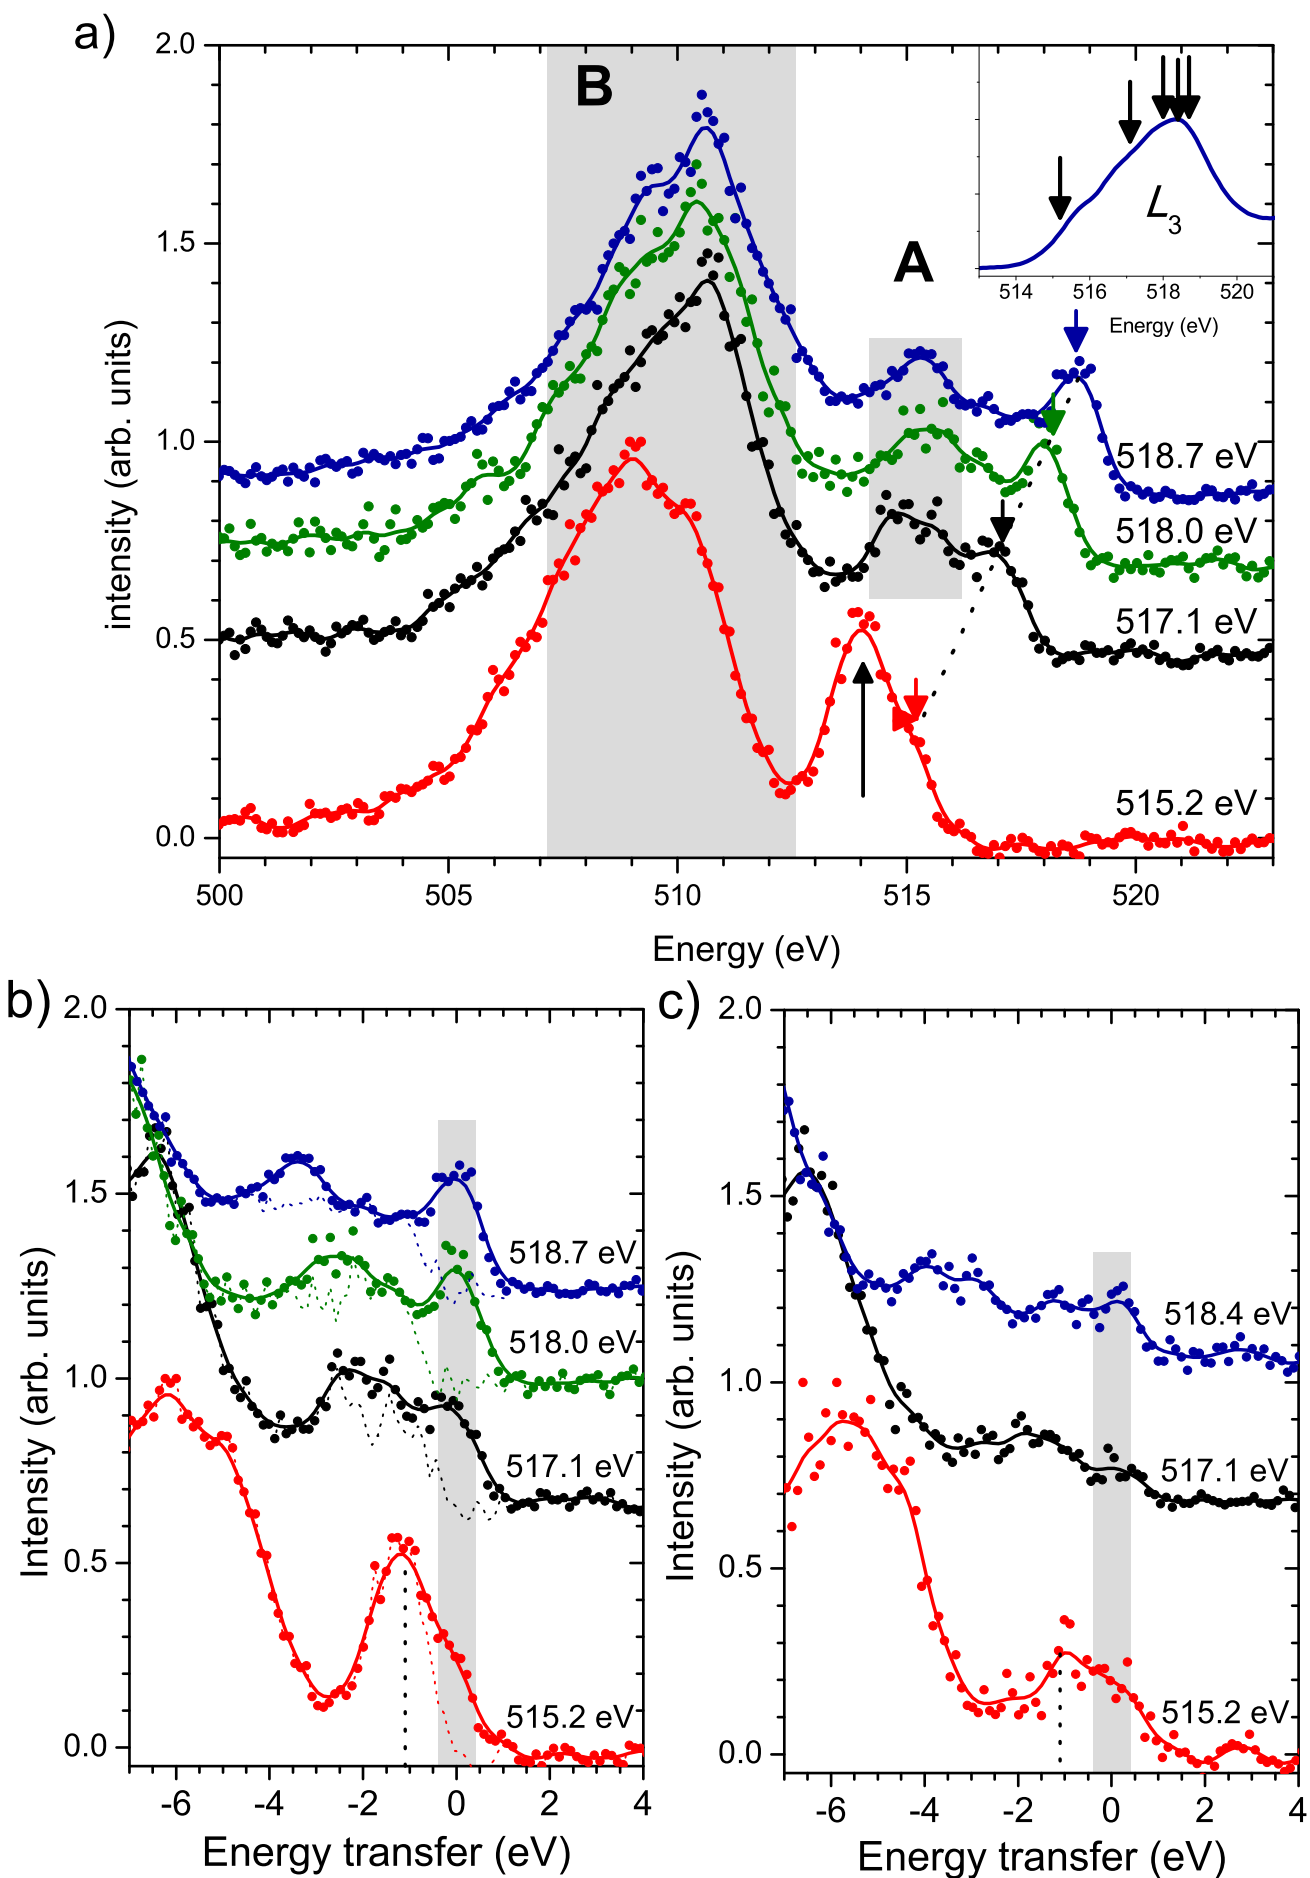 a)
2.0
1.5
1.0
0.5
0.0
intensity (arb. units)
B
A
L3
514 516 518 520
Energy (eV)
518.7 eV
518.0 eV
517.1 eV
515.2 eV
500 505 510 515 520
Energy (eV)
b)
2.0
1.5
1.0
0.5
0.0
Intensity (arb. units)
518.7 eV
518.0 eV
517.1 eV
515.2 eV
-6 -4 -2 0 2 4
Energy transfer (eV)
c)
2.0
1.5
1.0
0.5
0.0
Intensity (arb. units)
518.4 eV
517.1 eV
515.2 eV
-6 -4 -2 0 2 4
Energy transfer (eV)